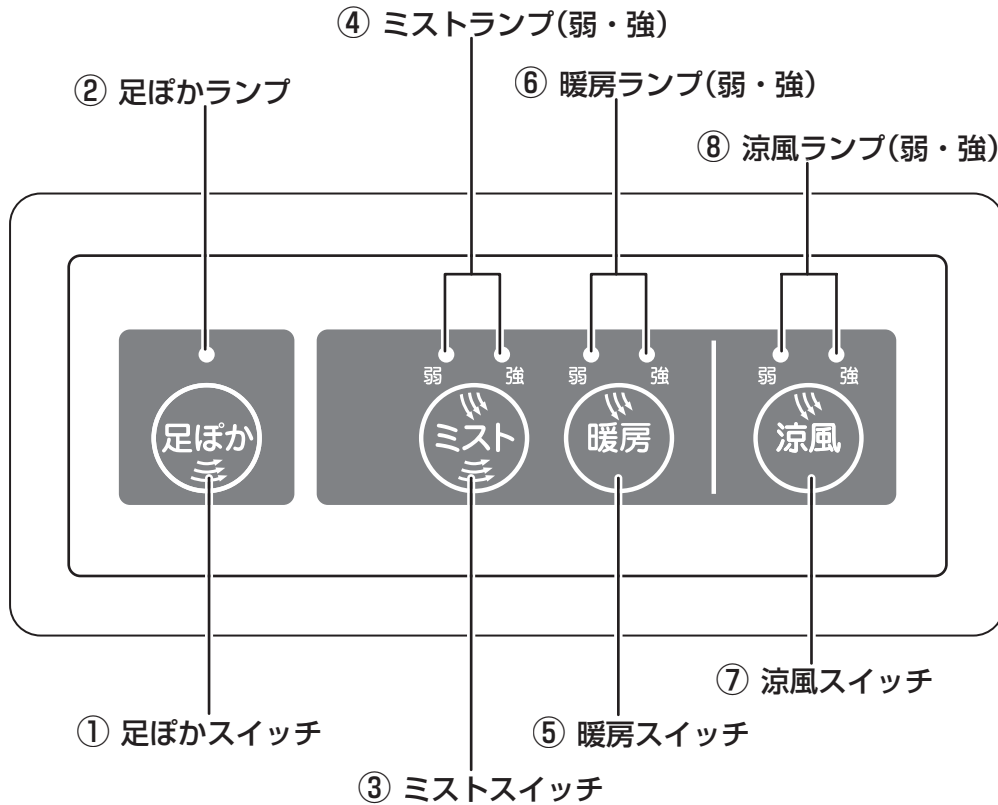 ④ ミストランプ(弱・強)
② 足ぽかランプ
⑥ 暖房ランプ(弱・強)
⑧ 涼風ランプ(弱・強)
弱 強 弱 強 弱 強
足ぽか ミスト 暖房 涼風
⑦ 涼風スイッチ
① 足ぽかスイッチ
⑤ 暖房スイッチ
③ ミストスイッチ